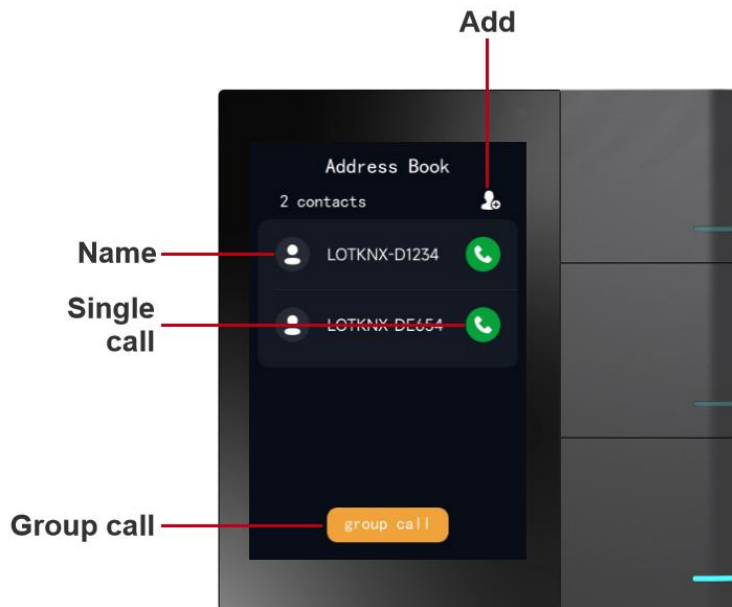 Add
Address Book
2 contacts
Name
LOTKNX-D1234
Single
call
LOTKNX-DE654
Group call
group call